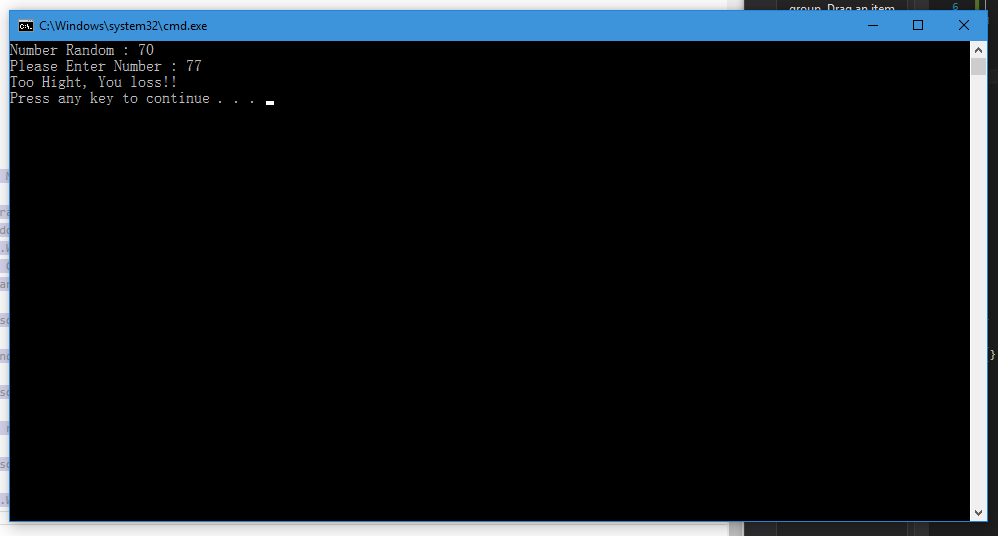 group. Drag an item
6
C:\Windows\system32\cmd.exe
Number Random : 70
Please Enter Number : 77
Too Hight, You loss!!
Press any key to continue . . .
}